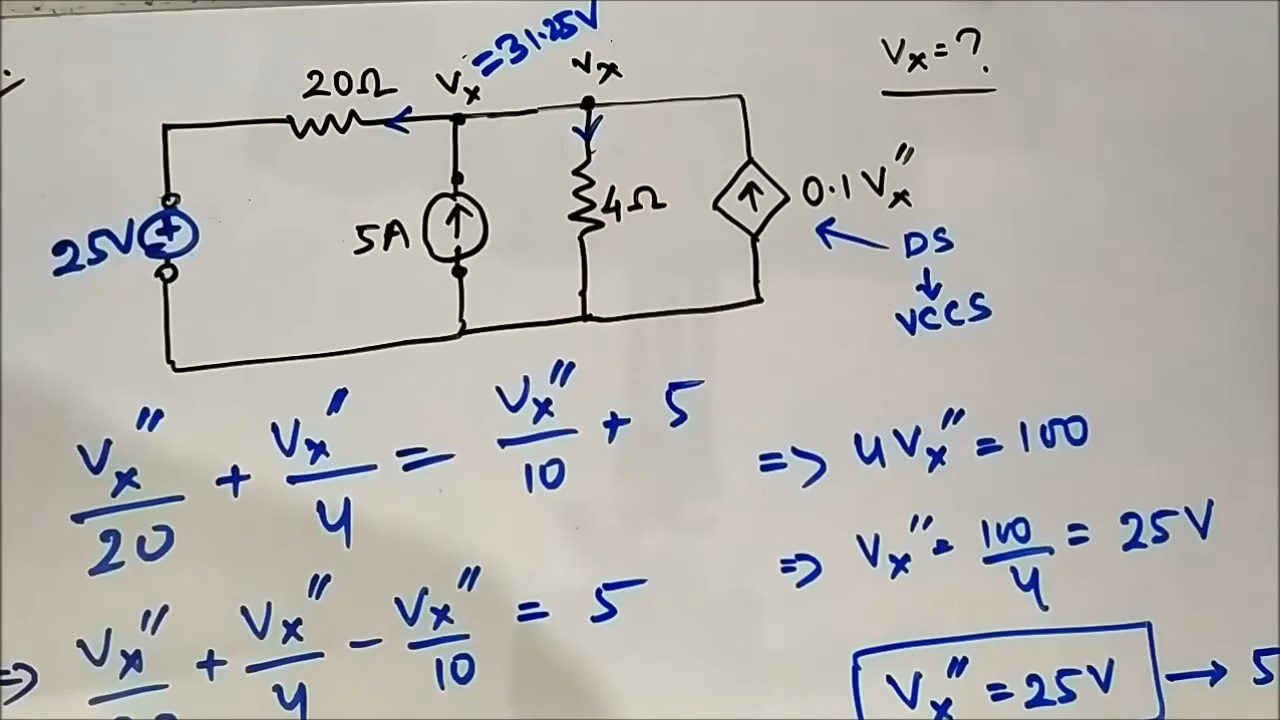 Vx = 31.25V
Vx
Vx = ?
20Ω
25V
5A
4Ω
0.1 Vx''
DS
↓
VCCS
Vx''/20 + Vx''/4 = Vx''/10 + 5
=> Vx''/ + Vx''/4 − Vx''/10 = 5
=> 4Vx'' = 100
=> Vx'' = 100/4 = 25V
Vx'' = 25V → 5